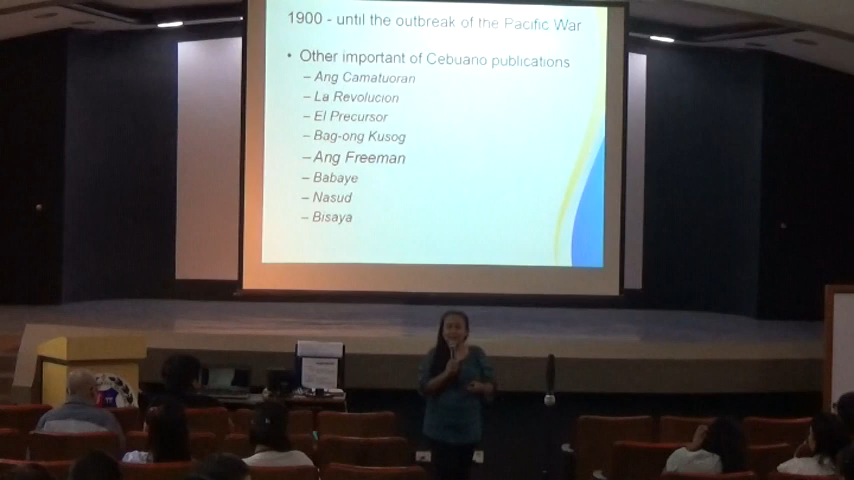 1900 - until the outbreak of the Pacific War
• Other important of Cebuano publications
– Ang Camatuoran
– La Revolucion
– El Precursor
– Bag-ong Kusog
– Ang Freeman
– Babaye
– Nasud
– Bisaya